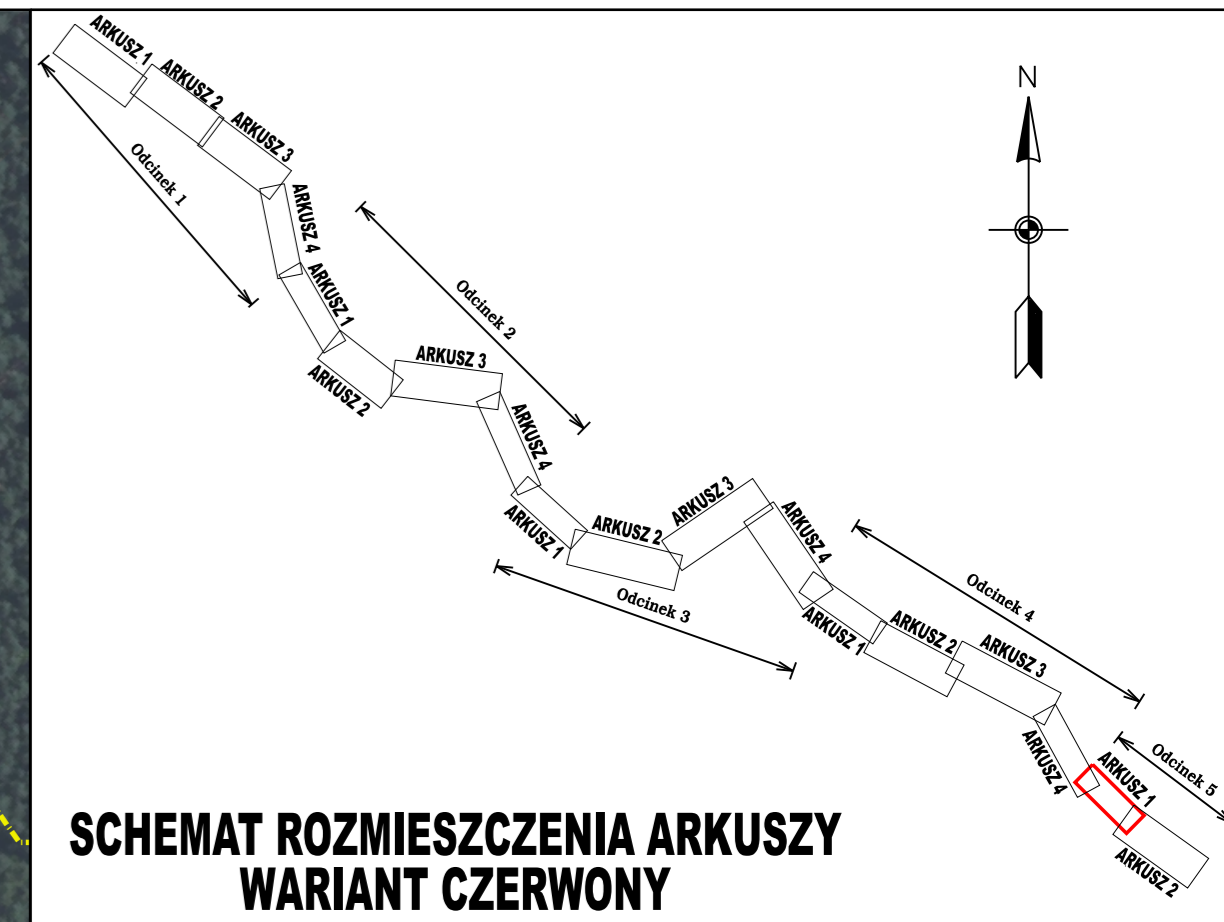 ARKUSZ 1
ARKUSZ 2
ARKUSZ 3
Odcinek 1
ARKUSZ 4
ARKUSZ 1
ARKUSZ 2
Odcinek 2
ARKUSZ 3
ARKUSZ 4
ARKUSZ 1
ARKUSZ 2
ARKUSZ 3
Odcinek 3
ARKUSZ 4
ARKUSZ 1
Odcinek 4
ARKUSZ 2
ARKUSZ 3
ARKUSZ 4
ARKUSZ 1
Odcinek 5
ARKUSZ 2
N
SCHEMAT ROZMIESZCZENIA ARKUSZY
WARIANT CZERWONY